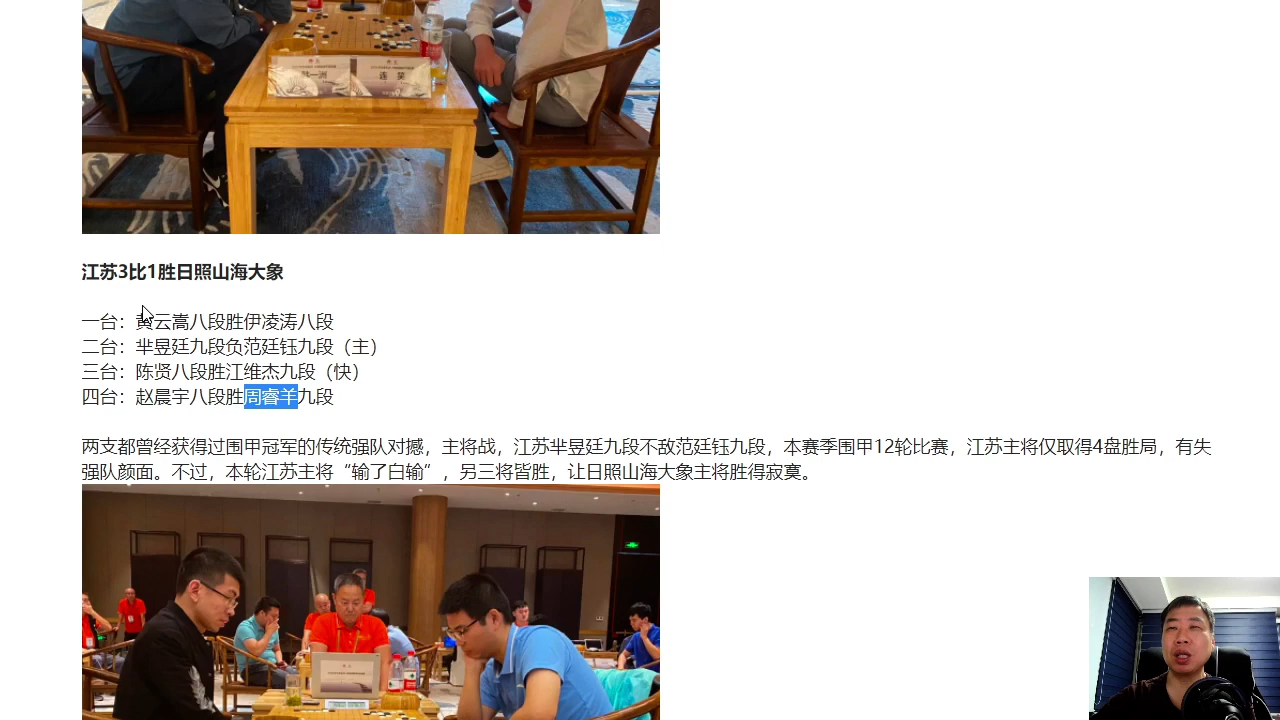 连 笑
江苏3比1胜日照山海大象
一台：黄云嵩八段胜伊凌涛八段
二台：芈昱廷九段负范廷钰九段（主）
三台：陈贤八段胜江维杰九段（快）
四台：赵晨宇八段胜周睿羊九段
两支都曾经获得过围甲冠军的传统强队对撼，主将战，江苏芈昱廷九段不敌范廷钰九段，本赛季围甲12轮比赛，江苏主将仅取得4盘胜局，有失
强队颜面。不过，本轮江苏主将“输了白输”，另三将皆胜，让日照山海大象主将胜得寂寞。